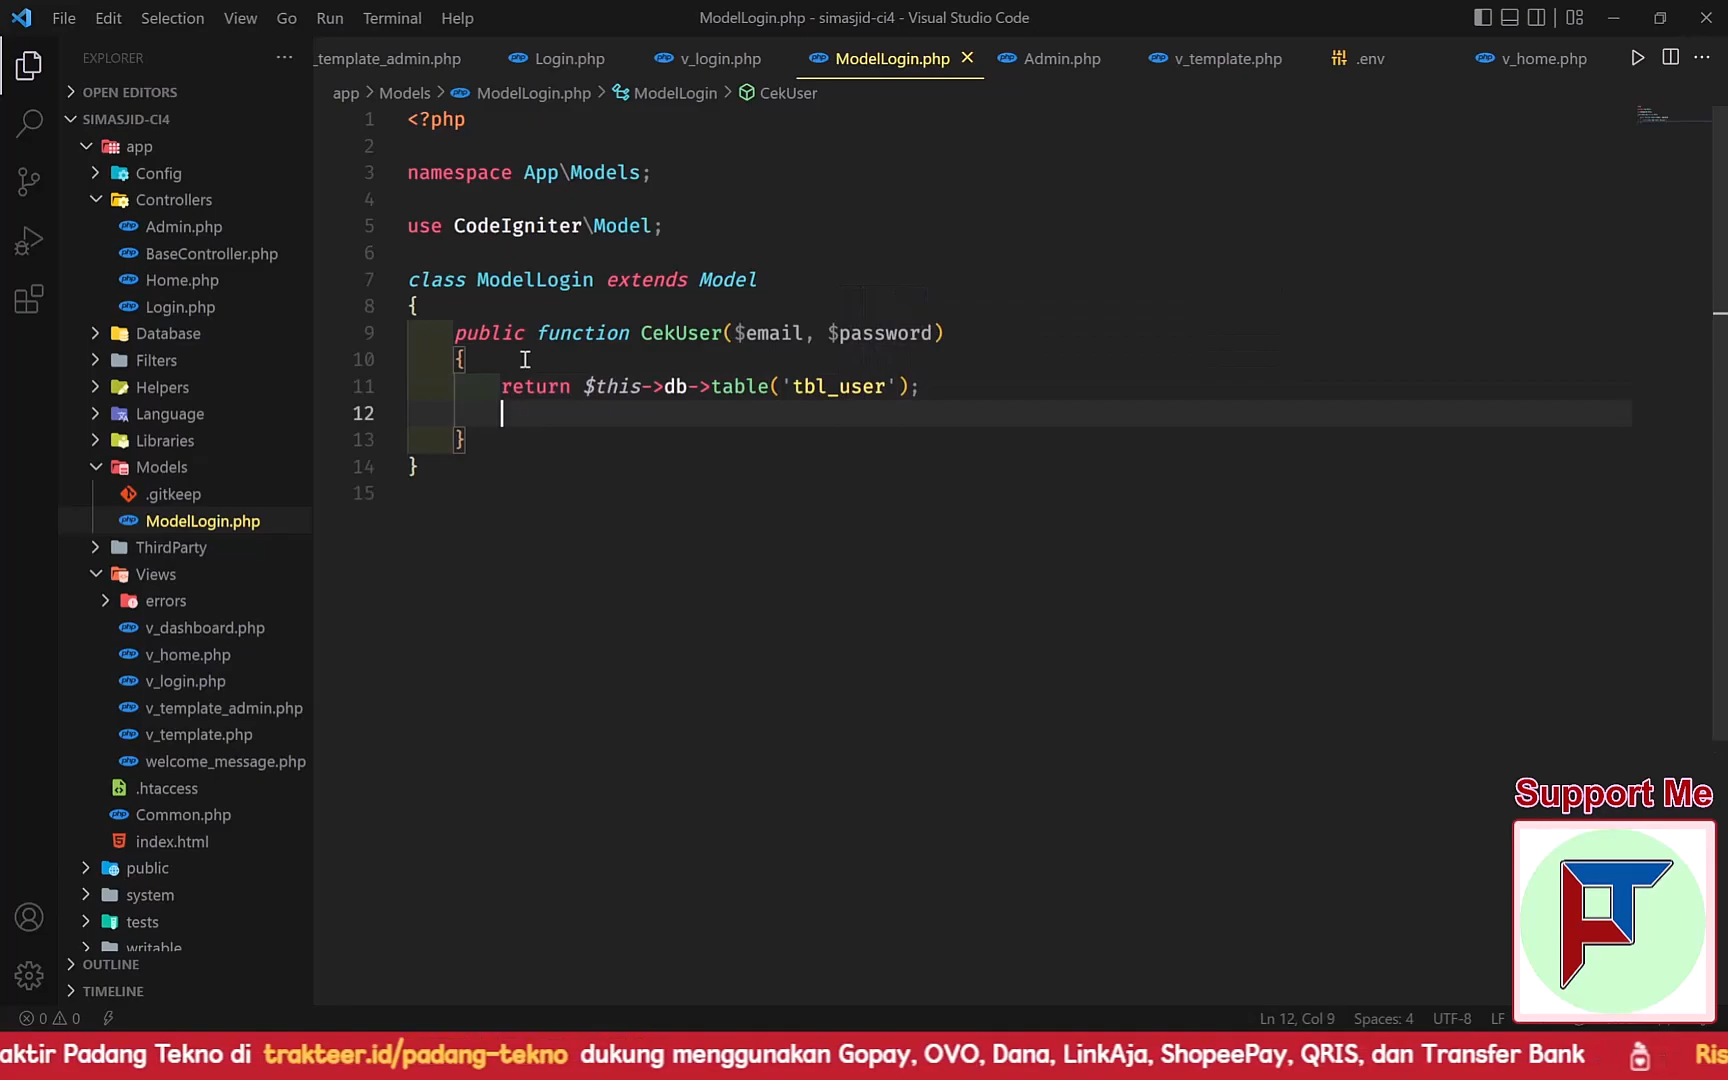 File Edit Selection View Go Run Terminal Help
ModelLogin.php - simasjid-ci4 - Visual Studio Code
EXPLORER
_template_admin.php Login.php v_login.php ModelLogin.php Admin.php v_template.php .env v_home.php
app > Models > ModelLogin.php > ModelLogin > CekUser
OPEN EDITORS
SIMASJID-CI4
app
Config
Controllers
Admin.php
BaseController.php
Home.php
Login.php
Database
Filters
Helpers
Language
Libraries
Models
.gitkeep
ModelLogin.php
ThirdParty
Views
errors
v_dashboard.php
v_home.php
v_login.php
v_template_admin.php
v_template.php
welcome_message.php
.htaccess
Common.php
index.html
public
system
tests
writable
OUTLINE
TIMELINE
1 <?php
2
3 namespace App\Models;
4
5 use CodeIgniter\Model;
6
7 class ModelLogin extends Model
8 {
9 public function CekUser($email, $password)
10 {
11 return $this->db->table('tbl_user');
12
13 }
14 }
15
Support Me
0 0
Ln 12, Col 9 Spaces: 4 UTF-8 LF
aktir Padang Tekno di trakteer.id/padang-tekno dukung menggunakan Gopay, OVO, Dana, LinkAja, ShopeePay, QRIS, dan Transfer Bank Ris